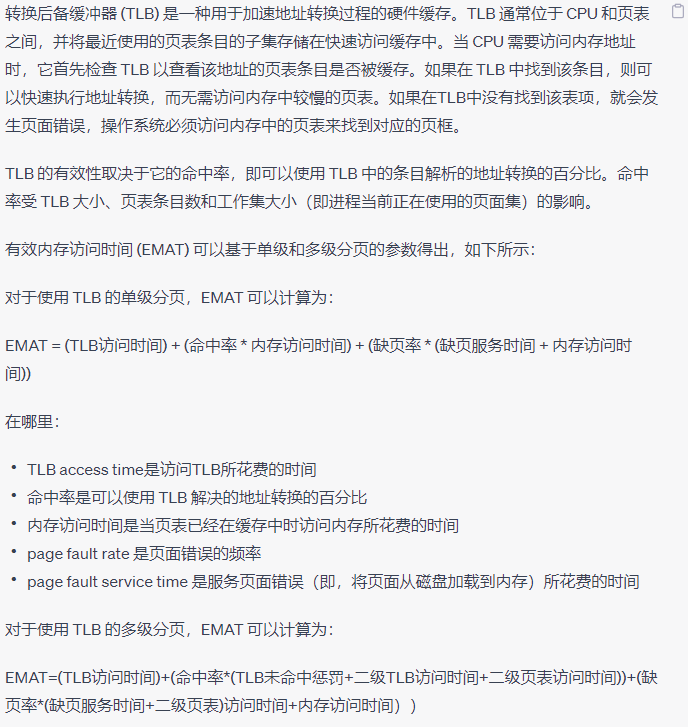 转换后备缓冲器 (TLB) 是一种用于加速地址转换过程的硬件缓存。TLB 通常位于 CPU 和页表
之间，并将最近使用的页表条目的子集存储在快速访问缓存中。当 CPU 需要访问内存地址
时，它首先检查 TLB 以查看该地址的页表条目是否被缓存。如果在 TLB 中找到该条目，则可
以快速执行地址转换，而无需访问内存中较慢的页表。如果在TLB中没有找到该表项，就会发
生页面错误，操作系统必须访问内存中的页表来找到对应的页框。
TLB 的有效性取决于它的命中率，即可以使用 TLB 中的条目解析的地址转换的百分比。命中
率受 TLB 大小、页表条目数和工作集大小（即进程当前正在使用的页面集）的影响。
有效内存访问时间 (EMAT) 可以基于单级和多级分页的参数得出，如下所示：
对于使用 TLB 的单级分页，EMAT 可以计算为：
EMAT = (TLB访问时间) + (命中率 * 内存访问时间) + (缺页率 * (缺页服务时间 + 内存访问时
间))
在哪里：
• TLB access time是访问TLB所花费的时间
• 命中率是可以使用 TLB 解决的地址转换的百分比
• 内存访问时间是当页表已经在缓存中时访问内存所花费的时间
• page fault rate 是页面错误的频率
• page fault service time 是服务页面错误（即，将页面从磁盘加载到内存）所花费的时间
对于使用 TLB 的多级分页，EMAT 可以计算为：
EMAT=(TLB访问时间)+(命中率*(TLB未命中惩罚+二级TLB访问时间+二级页表访问时间))+(缺
页率*(缺页服务时间+二级页表)访问时间+内存访问时间））